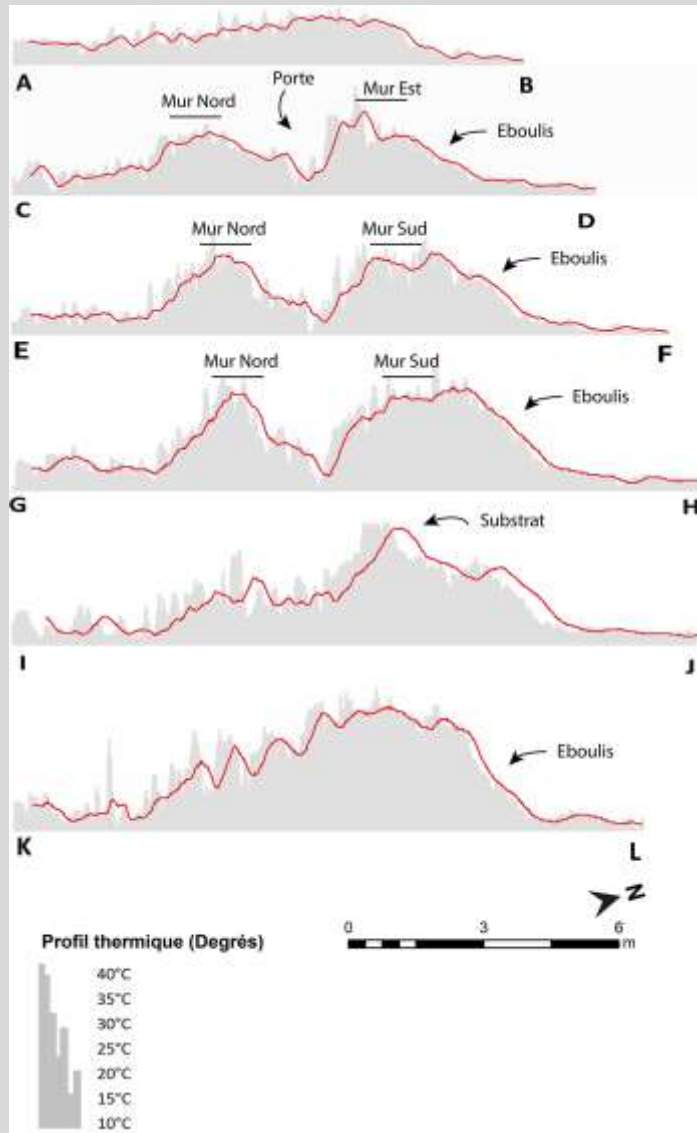 Porte
A B
Mur Nord Mur Est
Eboulis
C D
Mur Nord Mur Sud
Eboulis
E F
Mur Nord Mur Sud
Eboulis
G H
Substrat
I J
Eboulis
K L
N
0 3 6
m
Profil thermique (Degrés)
40°C
35°C
30°C
25°C
20°C
15°C
10°C